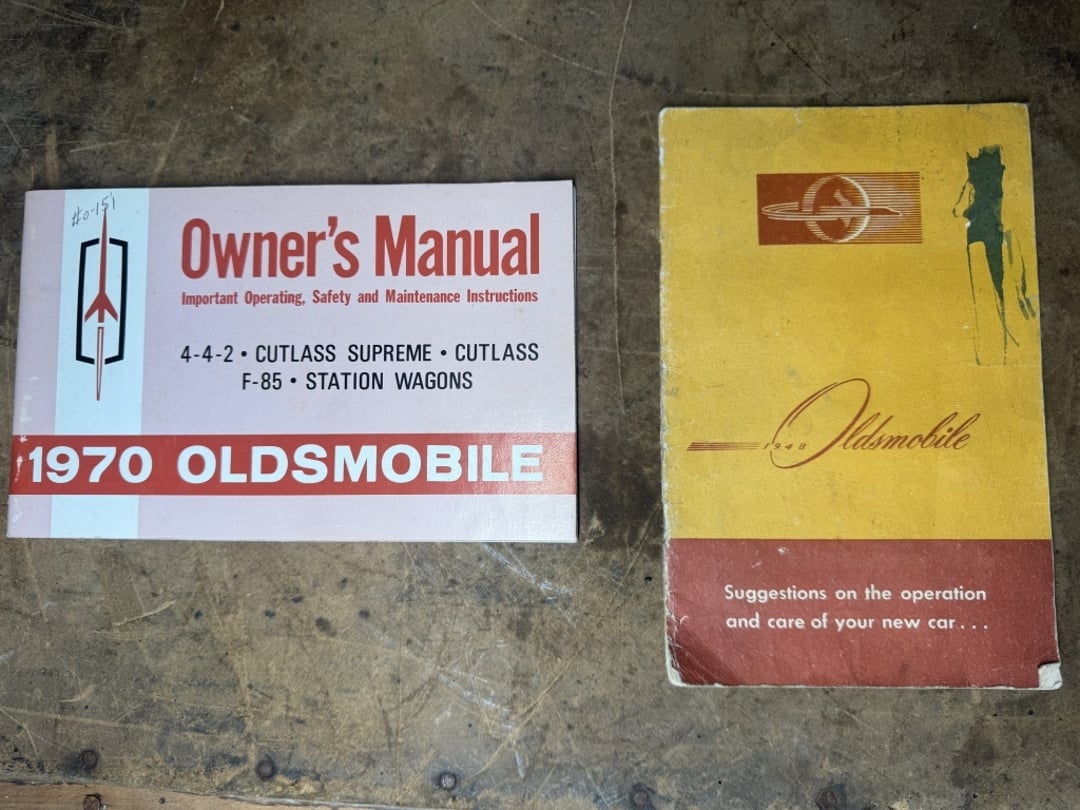 #0-151
Owner's Manual
Important Operating, Safety and Maintenance Instructions
4-4-2 • CUTLASS SUPREME • CUTLASS
F-85 • STATION WAGONS
1970 OLDSMOBILE
1948 Oldsmobile
Suggestions on the operation
and care of your new car...